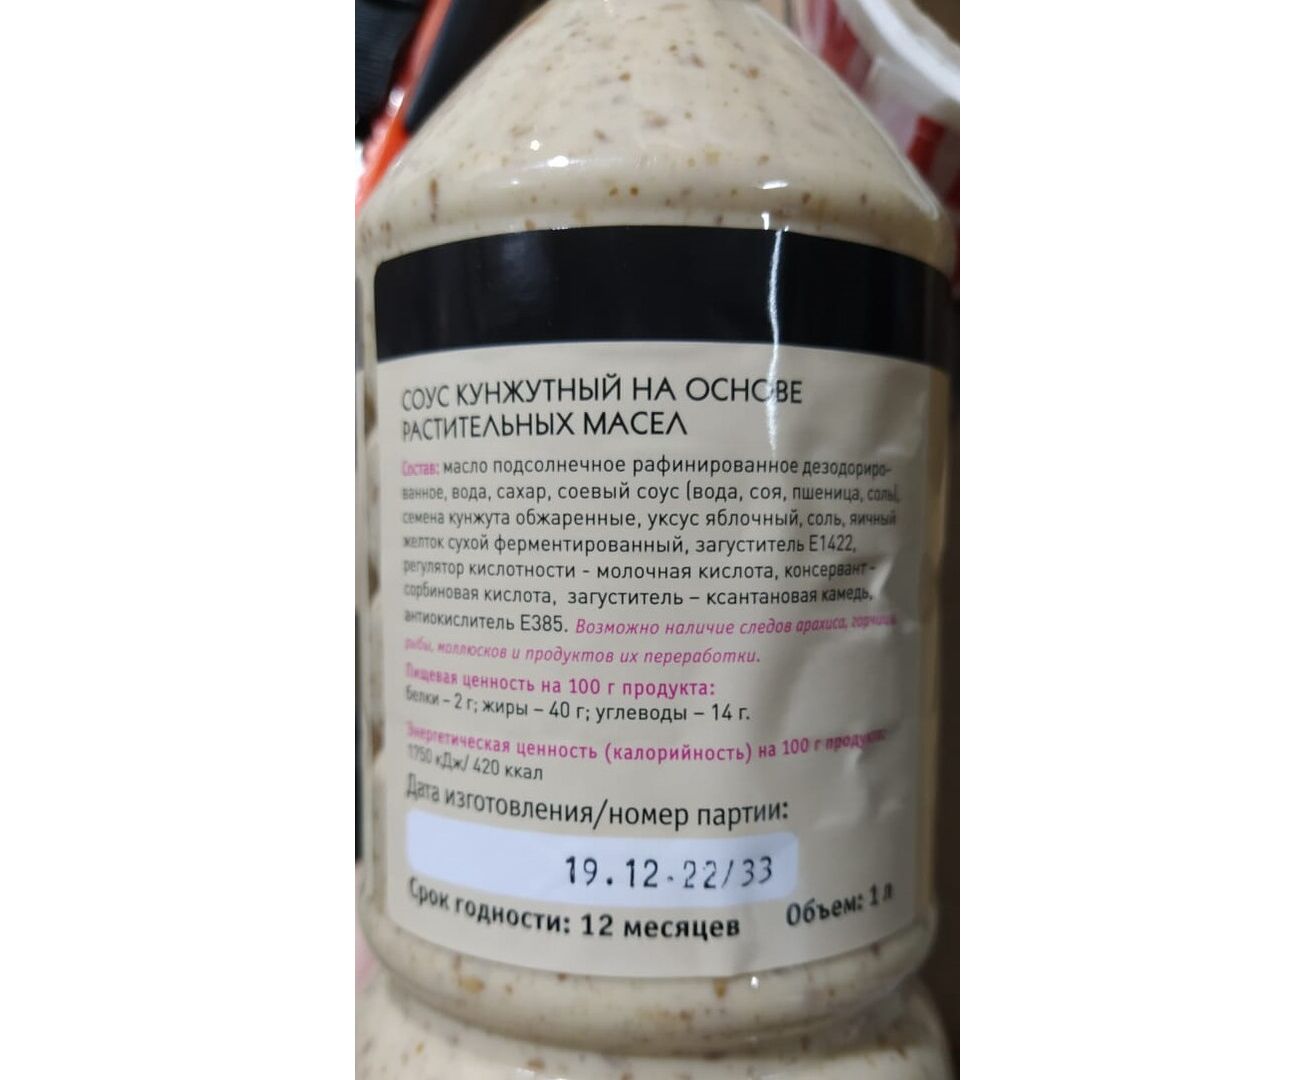 СОУС КУНЖУТНЫЙ НА ОСНОВЕ
РАСТИТЕЛЬНЫХ МАСЕЛ
Состав: масло подсолнечное рафинированное дезодориро-
ванное, вода, сахар, соевый соус (вода, соя, пшеница, соль),
семена кунжута обжаренные, уксус яблочный, соль, яичный
желток сухой ферментированный, загуститель Е1422,
регулятор кислотности - молочная кислота, консервант -
сорбиновая кислота, загуститель – ксантановая камедь,
антиокислитель Е385. Возможно наличие следов арахиса, горчицы,
рыбы, моллюсков и продуктов их переработки.
Пищевая ценность на 100 г продукта:
белки – 2 г; жиры – 40 г; углеводы – 14 г.
Энергетическая ценность (калорийность) на 100 г продукта:
1750 кДж/ 420 ккал
Дата изготовления/номер партии:
19.12.22/33
Срок годности: 12 месяцев Объем: 1 л